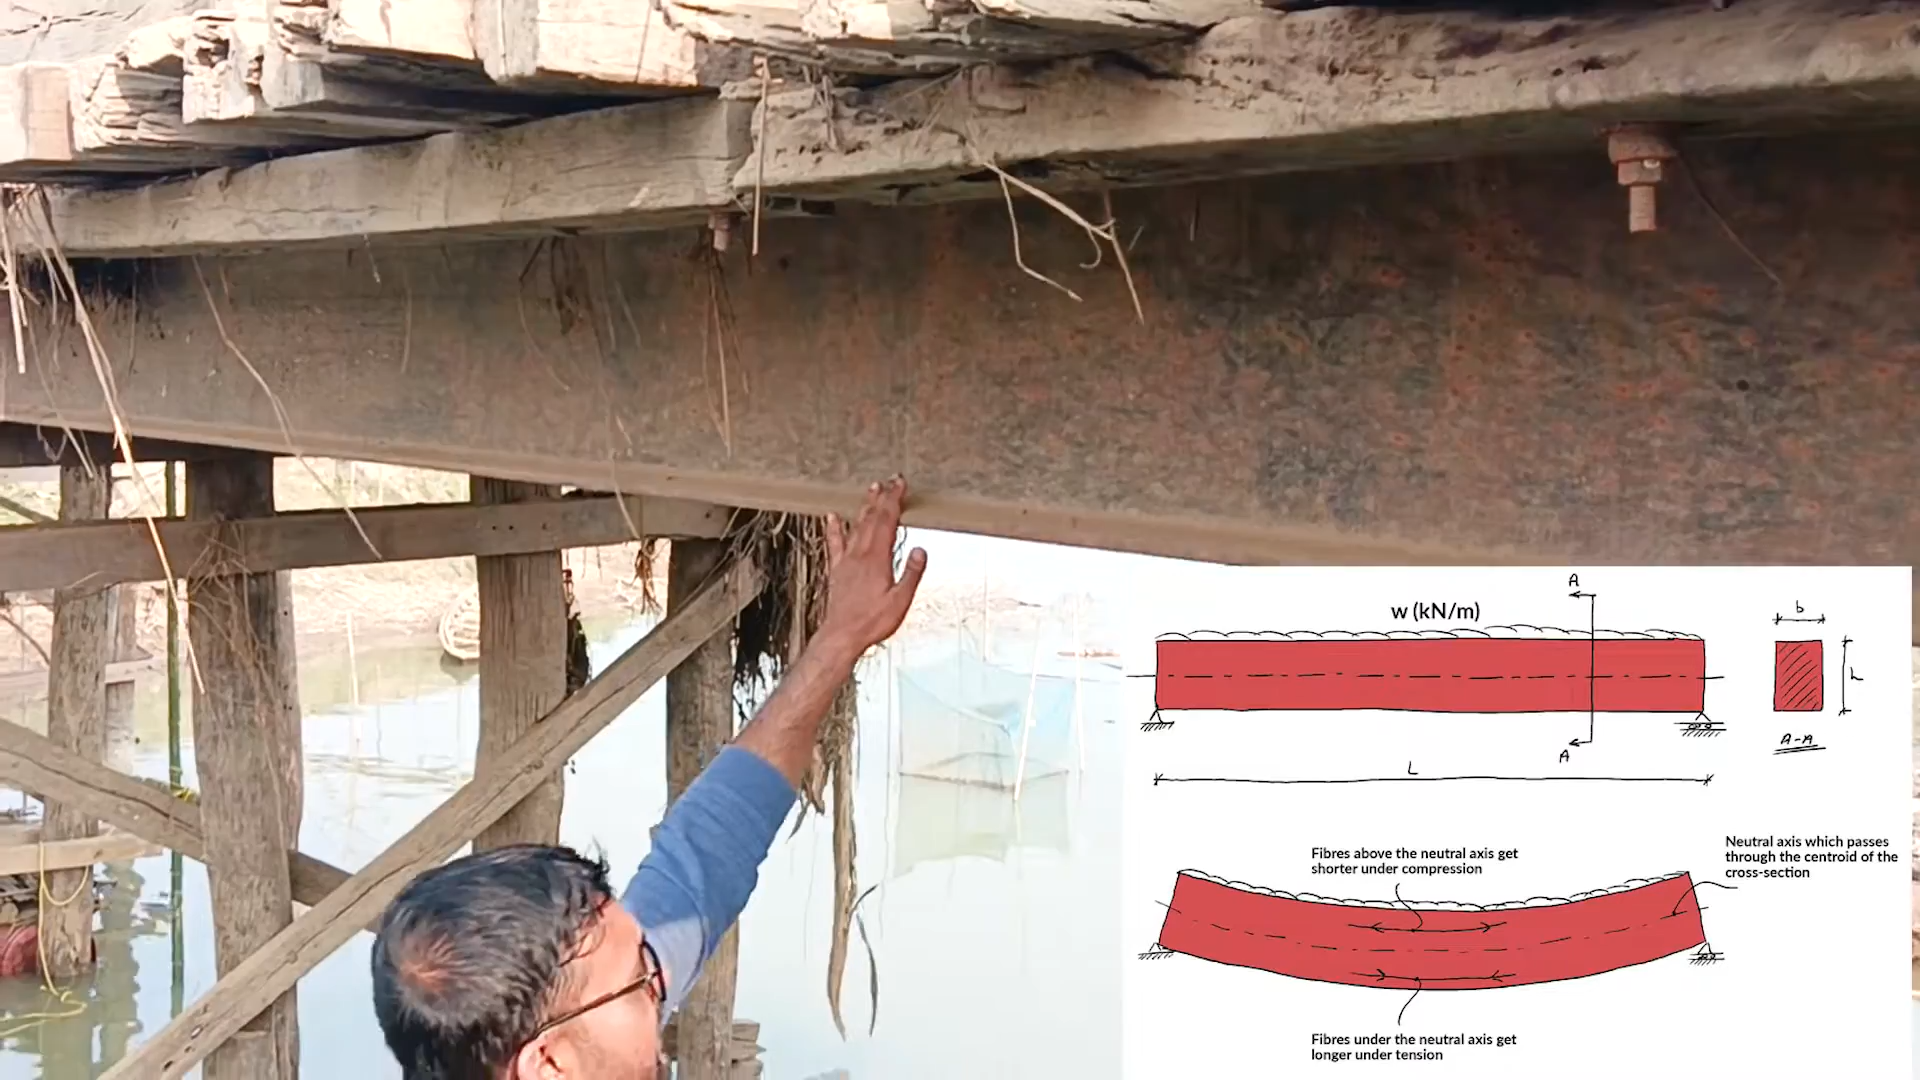 A
w (kN/m)
b
h
A
A-A
L
Fibres above the neutral axis get
shorter under compression
Neutral axis which passes
through the centroid of the
cross-section
Fibres under the neutral axis get
longer under tension